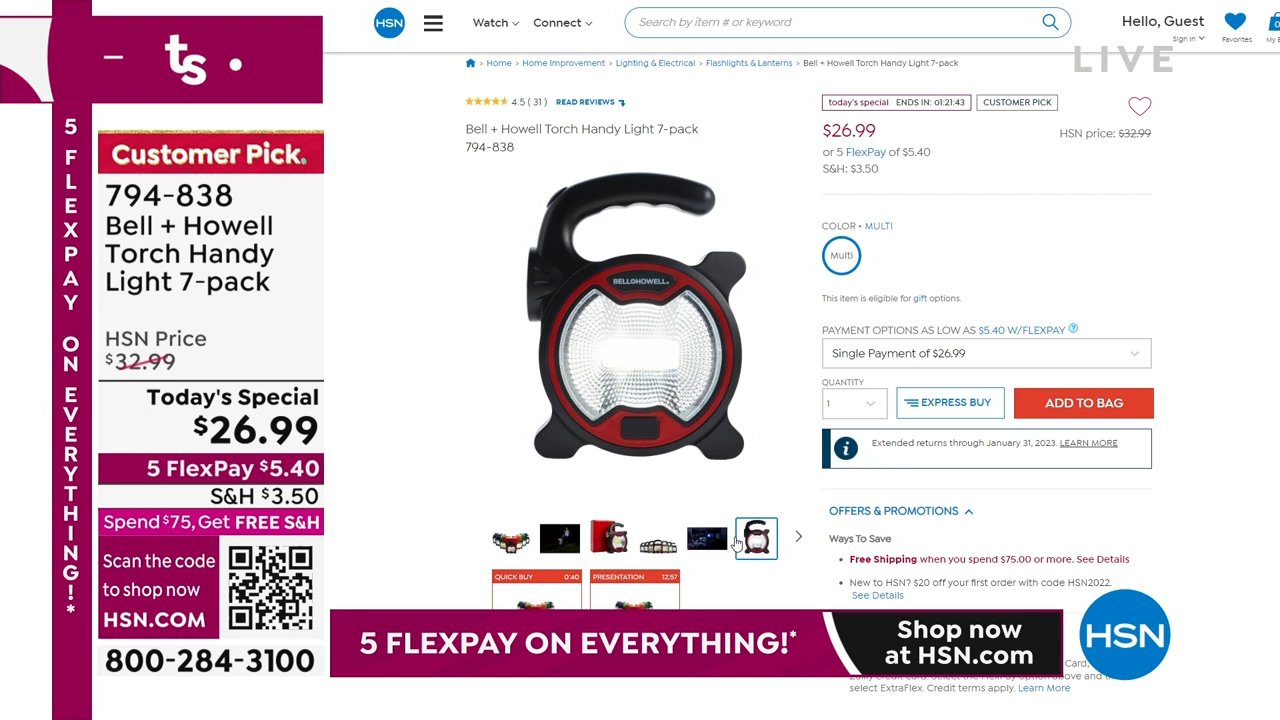 ts
5 FLEXPAY ON EVERYTHING!*
Customer Pick.
794-838
Bell + Howell
Torch Handy
Light 7-pack
HSN Price
$32.99
Today's Special
$26.99
5 FlexPay $5.40
S&H $3.50
Spend $75, Get FREE S&H
Scan the code
to shop now
HSN.COM
800-284-3100
HSN
Watch
Connect
Search by item # or keyword
Hello, Guest
Sign In
Favorites
0
LIVE
> Home > Home Improvement > Lighting & Electrical > Flashlights & Lanterns > Bell + Howell Torch Handy Light 7-pack
4.5 ( 31 ) READ REVIEWS
Bell + Howell Torch Handy Light 7-pack
794-838
BELL+HOWELL
QUICK BUY 0:40
PRESENTATION 12:57
today's special ENDS IN: 01:21:43
CUSTOMER PICK
$26.99
HSN price: $32.99
or 5 FlexPay of $5.40
S&H: $3.50
COLOR • MULTI
Multi
This item is eligible for gift options.
PAYMENT OPTIONS AS LOW AS $5.40 W/FLEXPAY ?
Single Payment of $26.99
QUANTITY
1
EXPRESS BUY
ADD TO BAG
i
Extended returns through January 31, 2023. LEARN MORE
OFFERS & PROMOTIONS
Ways To Save
• Free Shipping when you spend $75.00 or more. See Details
• New to HSN? $20 off your first order with code HSN2022.
See Details
5 FLEXPAY ON EVERYTHING!*
Shop now
at HSN.com
HSN
Card,
select ExtraFlex. Credit terms apply. Learn More